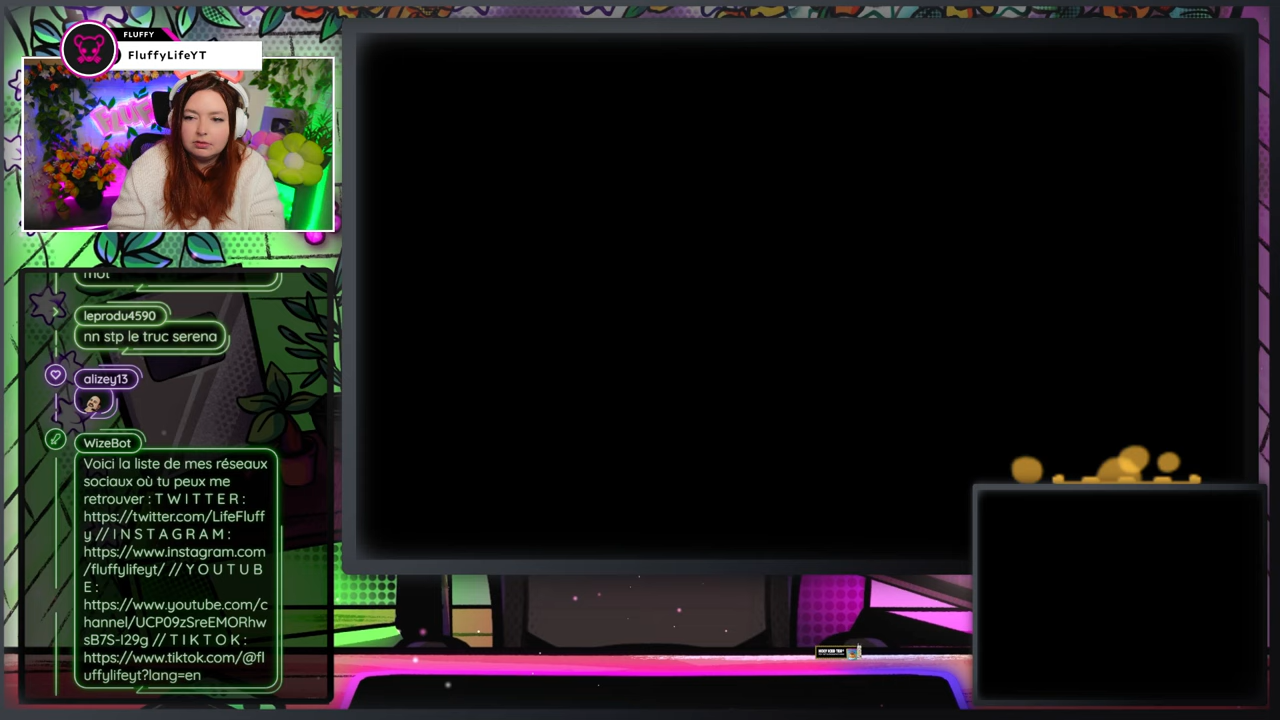 FLUFFY
FluffyLifeYT
mot
leprodu4590
nn stp le truc serena
alizey13
WizeBot
Voici la liste de mes réseaux
sociaux où tu peux me
retrouver : T W I T T E R :
https://twitter.com/LifeFluff
y // I N S T A G R A M :
https://www.instagram.com
/fluffylifeyt/ // Y O U T U B
E :
https://www.youtube.com/c
hannel/UCP09zSreEMORhw
sB7S-I29g // T I K T O K :
https://www.tiktok.com/@fl
uffylifeyt?lang=en